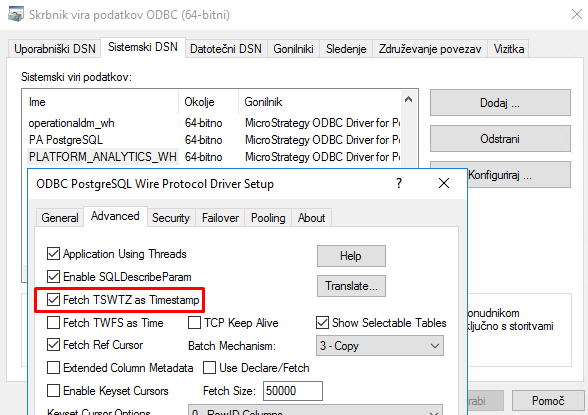 Skrbnik vira podatkov ODBC (64-bitni)
Uporabniški DSN Sistemski DSN Datotečni DSN Gonilniki Sledenje Združevanje povezav Vizitka
Sistemski viri podatkov:
Ime Okolje Gonilnik
operationaldm_wh 64-bitno MicroStrategy ODBC Driver for P
PA PostgreSQL 64-bitno MicroStrategy ODBC Driver for P
PLATFORM_ANALYTICS_WH 64-bitno MicroStrategy ODBC Driver for P
Dodaj ...
Odstrani
Konfiguriraj ...
ODBC PostgreSQL Wire Protocol Driver Setup
General Advanced Security Failover Pooling About
Application Using Threads Help
Enable SQLDescribeParam
Fetch TSWTZ as Timestamp Translate...
Fetch TWFS as Time TCP Keep Alive Show Selectable Tables
Fetch Ref Cursor Batch Mechanism: 3 - Copy
Extended Column Metadata Use Declare/Fetch
Enable Keyset Cursors Fetch Size: 50000
Keyset Cursor Options 0 - RowID Columns
onudnikom
ključno s storitvami
rabi Pomoč